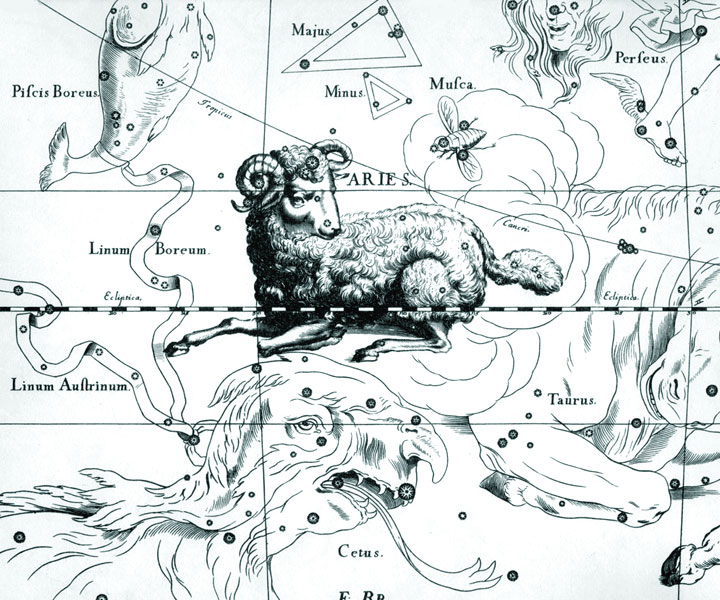 Majus.
Perseus.
Piscis Boreus.
Minus.
Musca.
Tropicus
ARIES.
Cancri.
Linum Boreum.
Ecliptica,
Ecliptica.
Linum Auſtrinum.
Taurus.
Cetus.